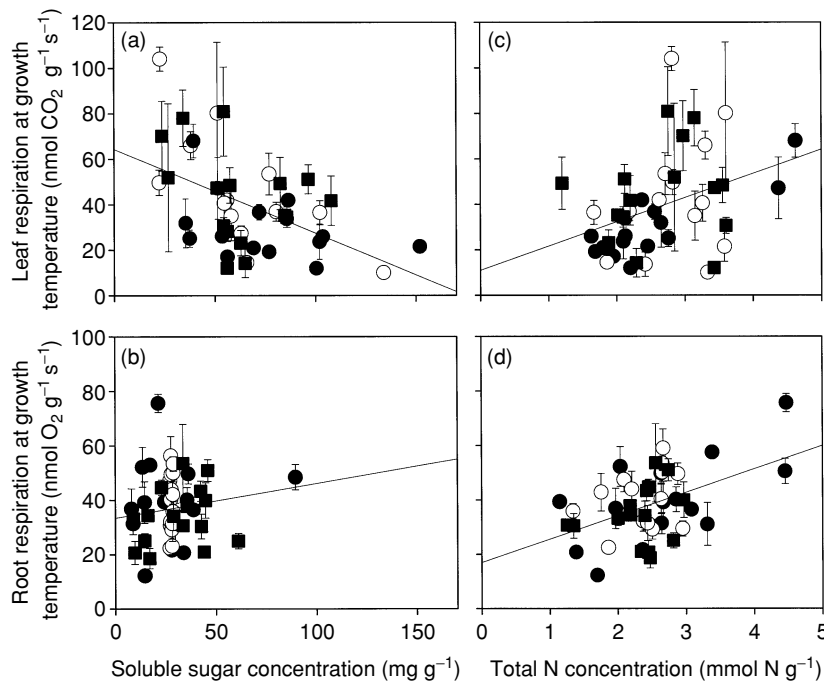 (a)
(c)
120
100
80
60
40
20
0
Leaf respiration at growth
temperature (nmol CO₂ g⁻¹ s⁻¹)
(b)
(d)
100
80
60
40
20
0
Root respiration at growth
temperature (nmol O₂ g⁻¹ s⁻¹)
0 50 100 150
0 1 2 3 4 5
Soluble sugar concentration (mg g⁻¹)
Total N concentration (mmol N g⁻¹)